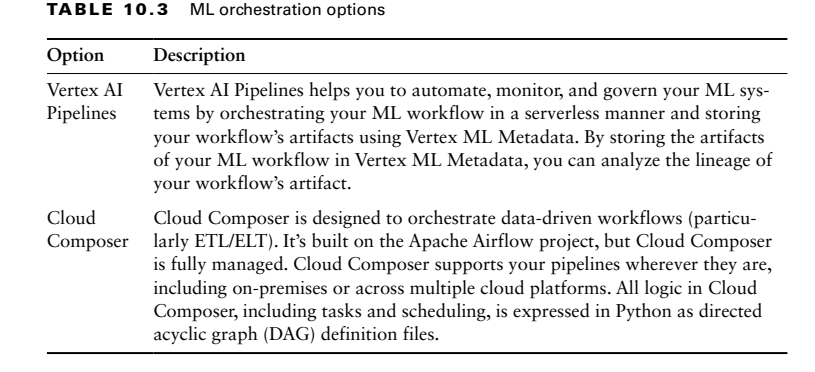 TABLE 10.3 ML orchestration options
Option Description
Vertex AI Pipelines Vertex AI Pipelines helps you to automate, monitor, and govern your ML sys-
tems by orchestrating your ML workflow in a serverless manner and storing
your workflow's artifacts using Vertex ML Metadata. By storing the artifacts
of your ML workflow in Vertex ML Metadata, you can analyze the lineage of
your workflow's artifact.
Cloud Composer Cloud Composer is designed to orchestrate data-driven workflows (particu-
larly ETL/ELT). It's built on the Apache Airflow project, but Cloud Composer
is fully managed. Cloud Composer supports your pipelines wherever they are,
including on-premises or across multiple cloud platforms. All logic in Cloud
Composer, including tasks and scheduling, is expressed in Python as directed
acyclic graph (DAG) definition files.